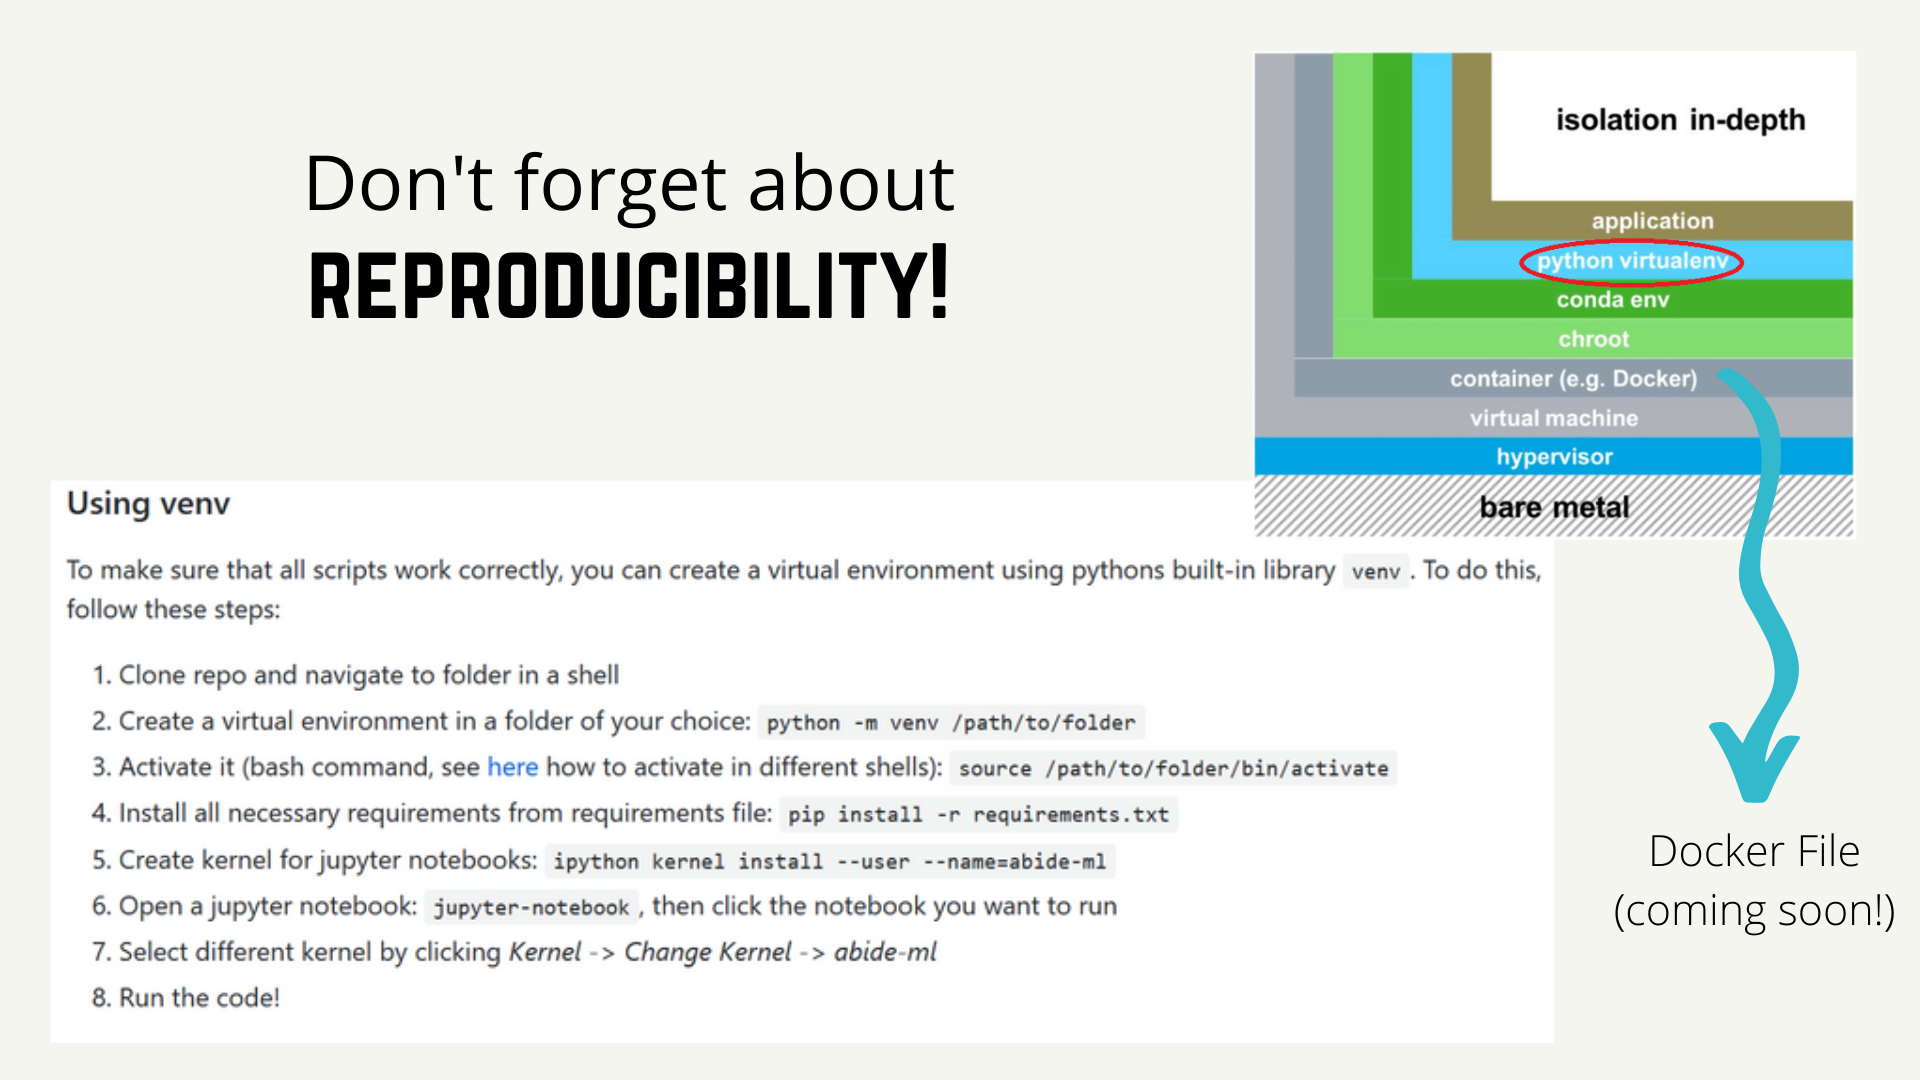 Don't forget about
REPRODUCIBILITY!
isolation in-depth
application
python virtualenv
conda env
chroot
container (e.g. Docker)
virtual machine
hypervisor
bare metal
Using venv
To make sure that all scripts work correctly, you can create a virtual environment using pythons built-in library venv . To do this,
follow these steps:
1. Clone repo and navigate to folder in a shell
2. Create a virtual environment in a folder of your choice: python -m venv /path/to/folder
3. Activate it (bash command, see here how to activate in different shells): source /path/to/folder/bin/activate
4. Install all necessary requirements from requirements file: pip install -r requirements.txt
5. Create kernel for jupyter notebooks: ipython kernel install --user --name=abide-ml
6. Open a jupyter notebook: jupyter-notebook , then click the notebook you want to run
7. Select different kernel by clicking Kernel -> Change Kernel -> abide-ml
8. Run the code!
Docker File
(coming soon!)